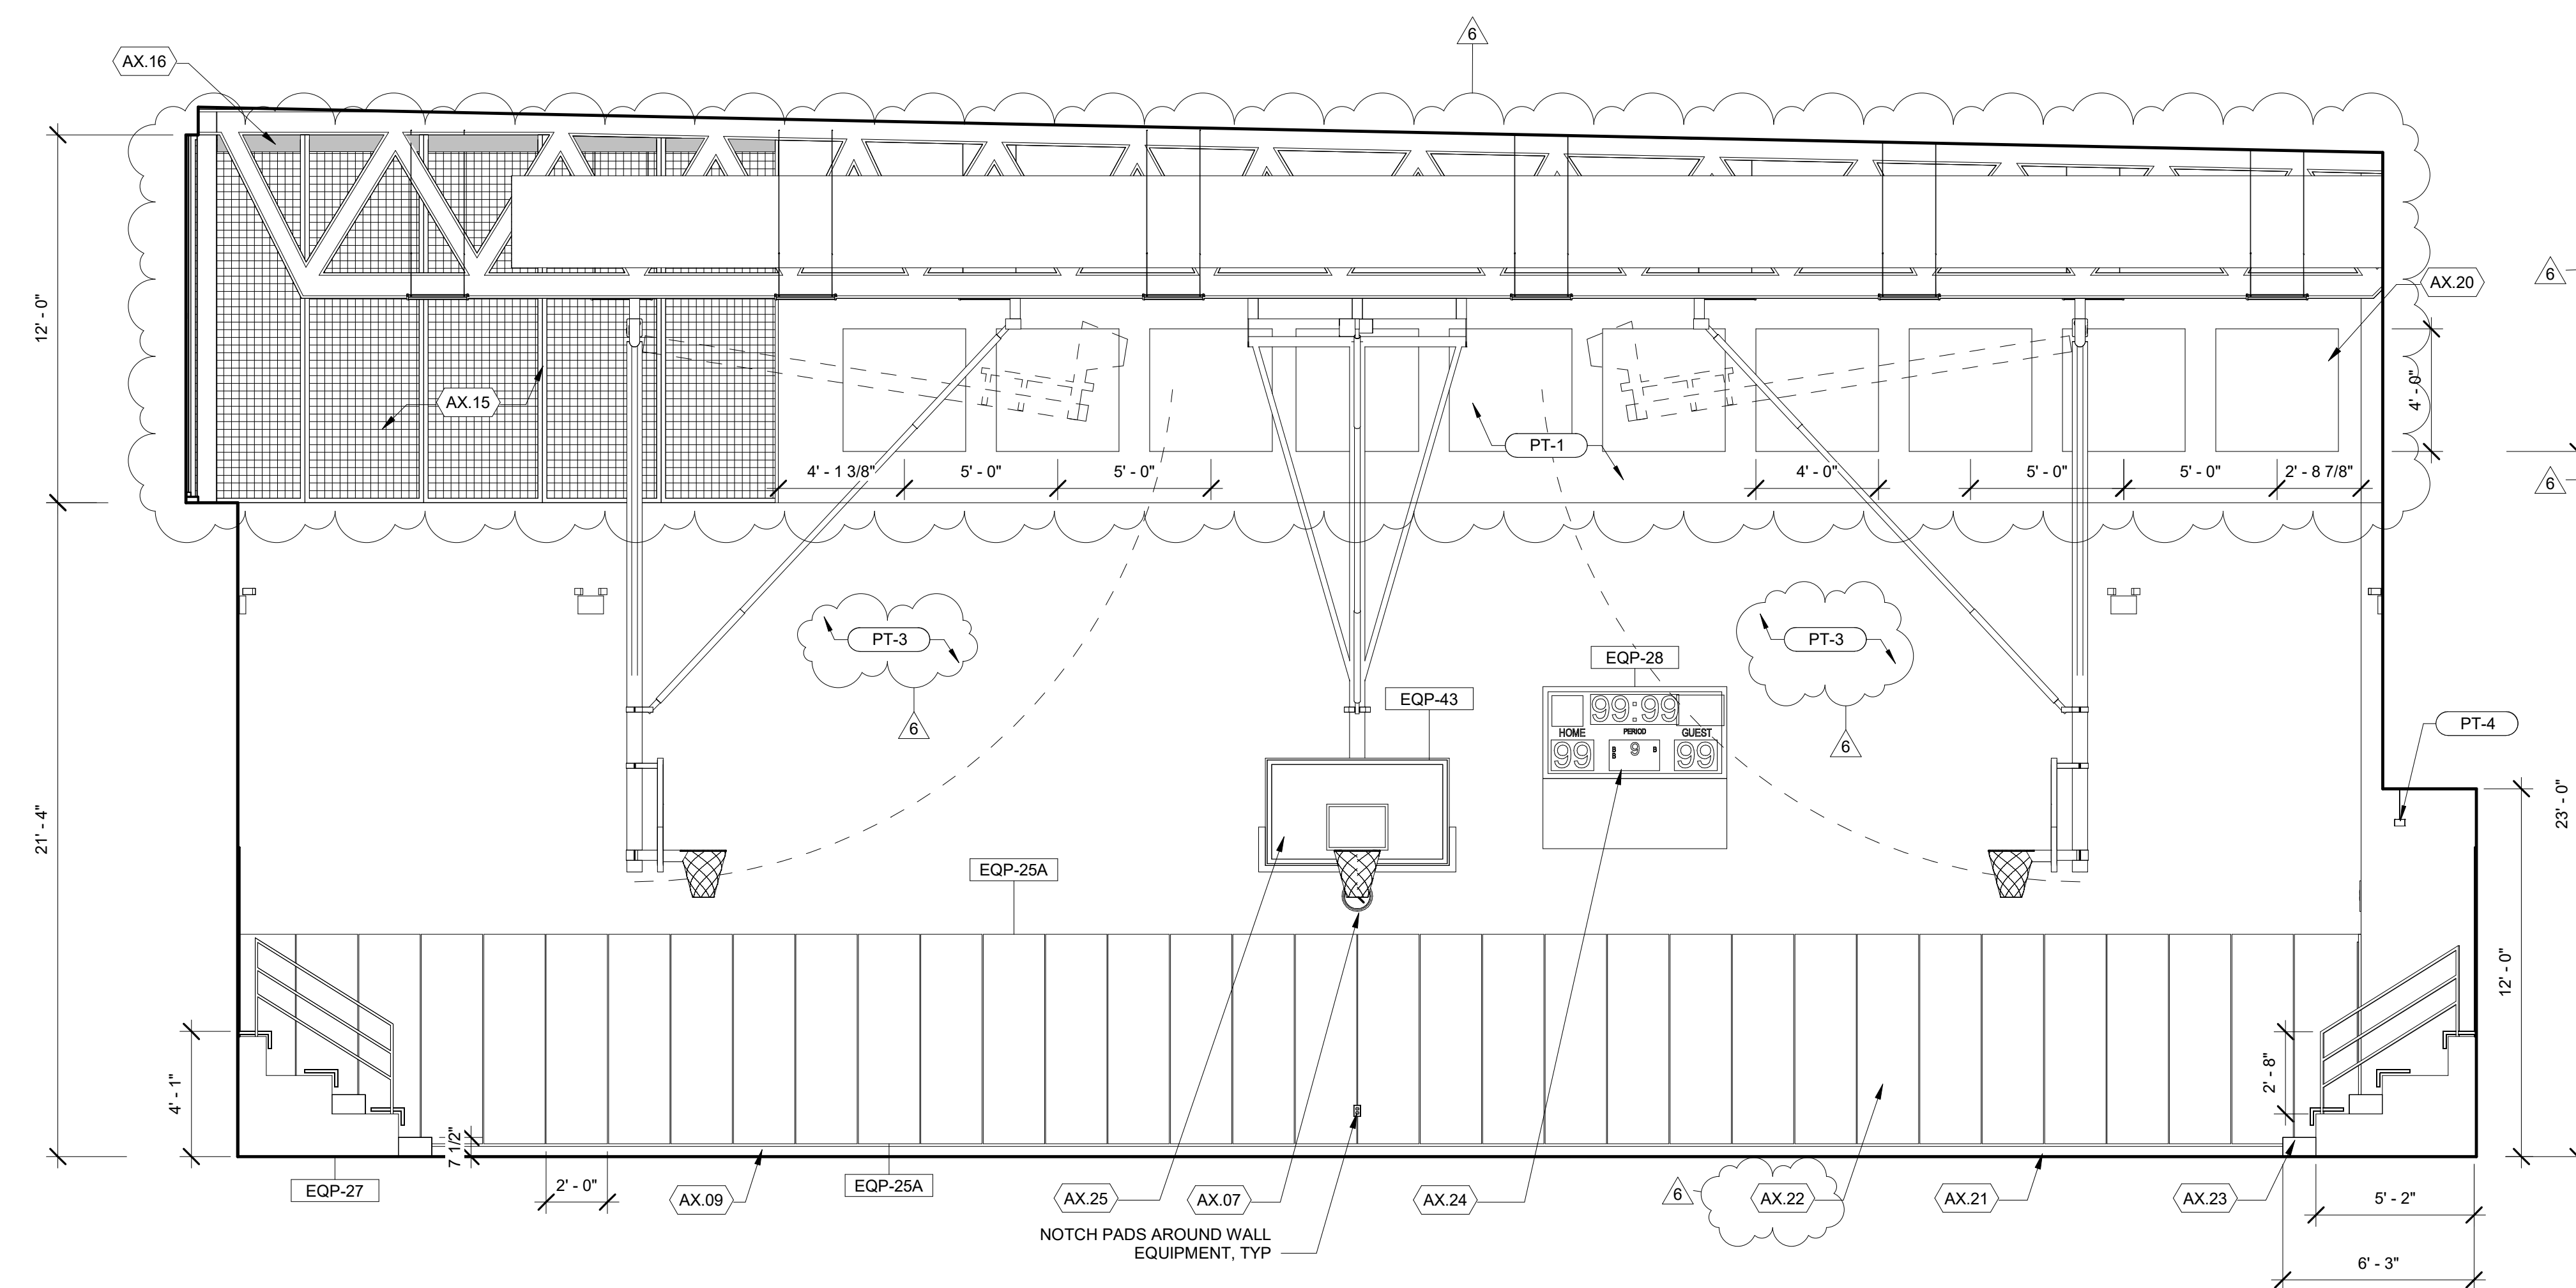 6
AX.16
6
AX.20
12' - 0"
4' - 0"
AX.15
PT-1
4' - 1 3/8"
5' - 0"
5' - 0"
4' - 0"
5' - 0"
5' - 0"
2' - 8 7/8"
6
PT-3
6
PT-3
6
EQP-28
EQP-43
99:99
HOME
PERIOD
GUEST
99
B
B
9
B
99
PT-4
21' - 4"
23' - 0"
EQP-25A
12' - 0"
4' - 1"
2' - 8"
7 1/2"
EQP-27
2' - 0"
AX.09
EQP-25A
AX.25
AX.07
AX.24
6
AX.22
AX.21
AX.23
5' - 2"
NOTCH PADS AROUND WALL
EQUIPMENT, TYP
6' - 3"